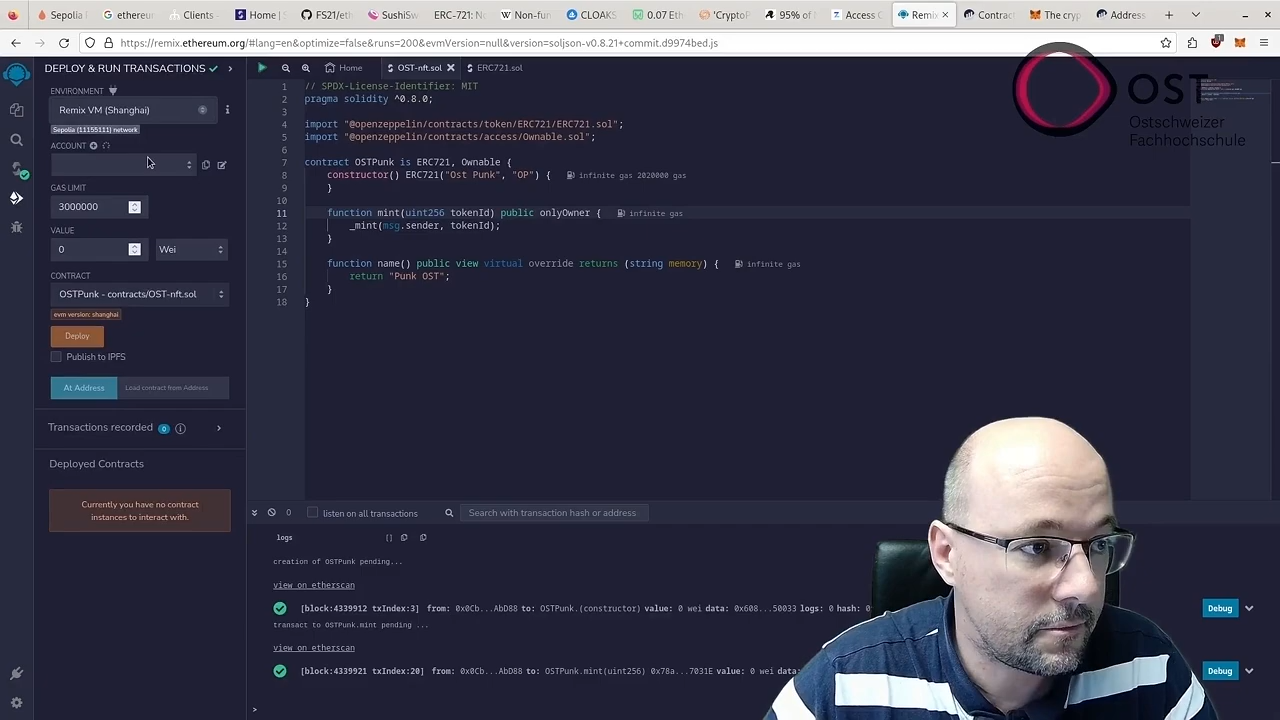 Sepolia
ethereum
Clients
Home |
FS21/eth
SushiSw
ERC-721: N
Non-fun
CLOAKS
0.07 Ethe
'CryptoP
95% of
Access C
Remix
Contract
The cryp
Address
https://remix.ethereum.org/#lang=en&optimize=false&runs=200&evmVersion=null&version=soljson-v0.8.21+commit.d9974bed.js
DEPLOY & RUN TRANSACTIONS
ENVIRONMENT
Remix VM (Shanghai)
Sepolia (11155111) network
ACCOUNT
GAS LIMIT
3000000
VALUE
0 Wei
CONTRACT
OSTPunk - contracts/OST-nft.sol
evm version: shanghai
Deploy
Publish to IPFS
At Address Load contract from Address
Transactions recorded 0
Deployed Contracts
Currently you have no contract
instances to interact with.
Home OST-nft.sol ERC721.sol
1 // SPDX-License-Identifier: MIT
2 pragma solidity ^0.8.0;
3
4 import "@openzeppelin/contracts/token/ERC721/ERC721.sol";
5 import "@openzeppelin/contracts/access/Ownable.sol";
6
7 contract OSTPunk is ERC721, Ownable {
8 constructor() ERC721("Ost Punk", "OP") { infinite gas 2020000 gas
9 }
10
11 function mint(uint256 tokenId) public onlyOwner { infinite gas
12 _mint(msg.sender, tokenId);
13 }
14
15 function name() public view virtual override returns (string memory) { infinite gas
16 return "Punk OST";
17 }
18 }
OST
Ostschweizer
Fachhochschule
0 listen on all transactions Search with transaction hash or address
logs []
creation of OSTPunk pending...
view on etherscan
[block:4339912 txIndex:3] from: 0x0Cb...AbD88 to: OSTPunk.(constructor) value: 0 wei data: 0x608...50033 logs: 0 hash: 0 Debug
transact to OSTPunk.mint pending ...
view on etherscan
[block:4339921 txIndex:20] from: 0x0Cb...AbD88 to: OSTPunk.mint(uint256) 0x78a...7031E value: 0 wei data: Debug
>